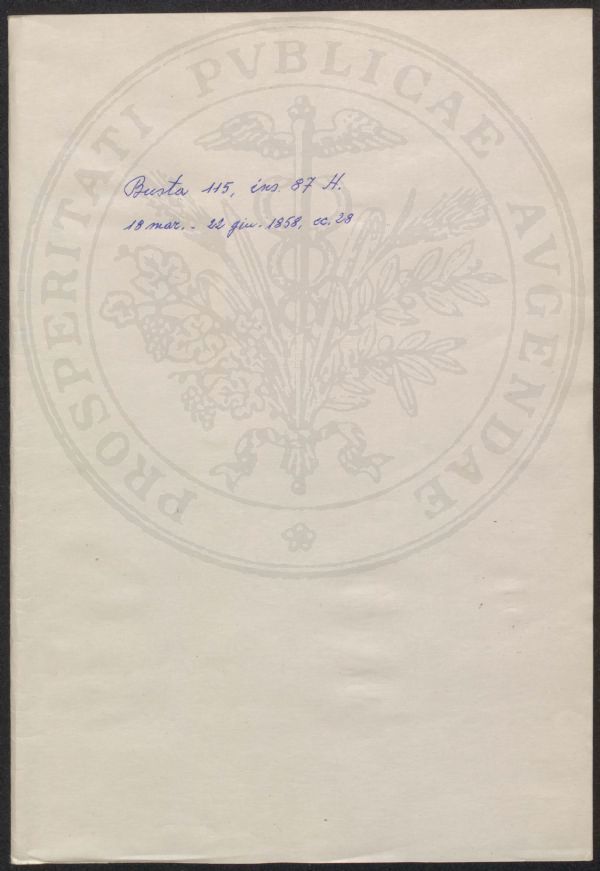 PROSPERITATI PVBLICAE AVGENDAE
Busta 115, ins 87 H.
18 mar. - 22 giu. 1858, cc. 28